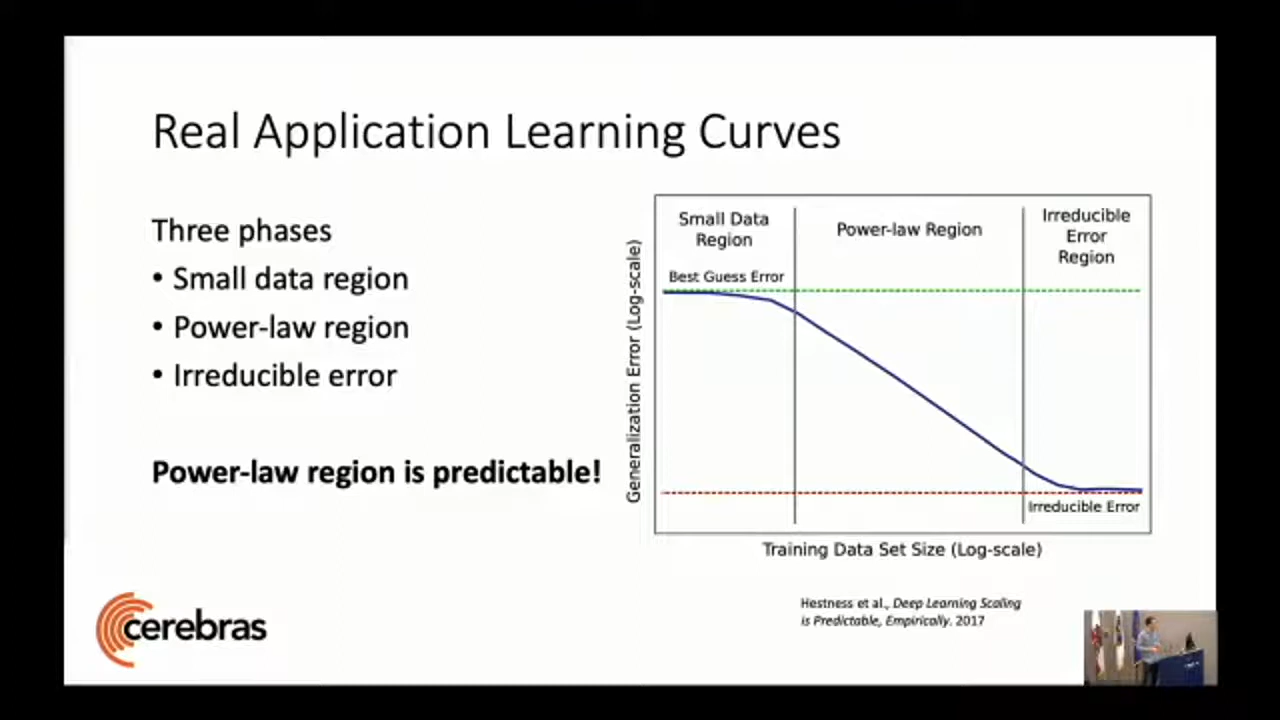 Real Application Learning Curves
Three phases
• Small data region
• Power-law region
• Irreducible error
Power-law region is predictable!
Small Data
Region
Power-law Region
Irreducible
Error
Region
Best Guess Error
Generalization Error (Log-scale)
Irreducible Error
Training Data Set Size (Log-scale)
Hestness et al., Deep Learning Scaling
is Predictable, Empirically. 2017
cerebras